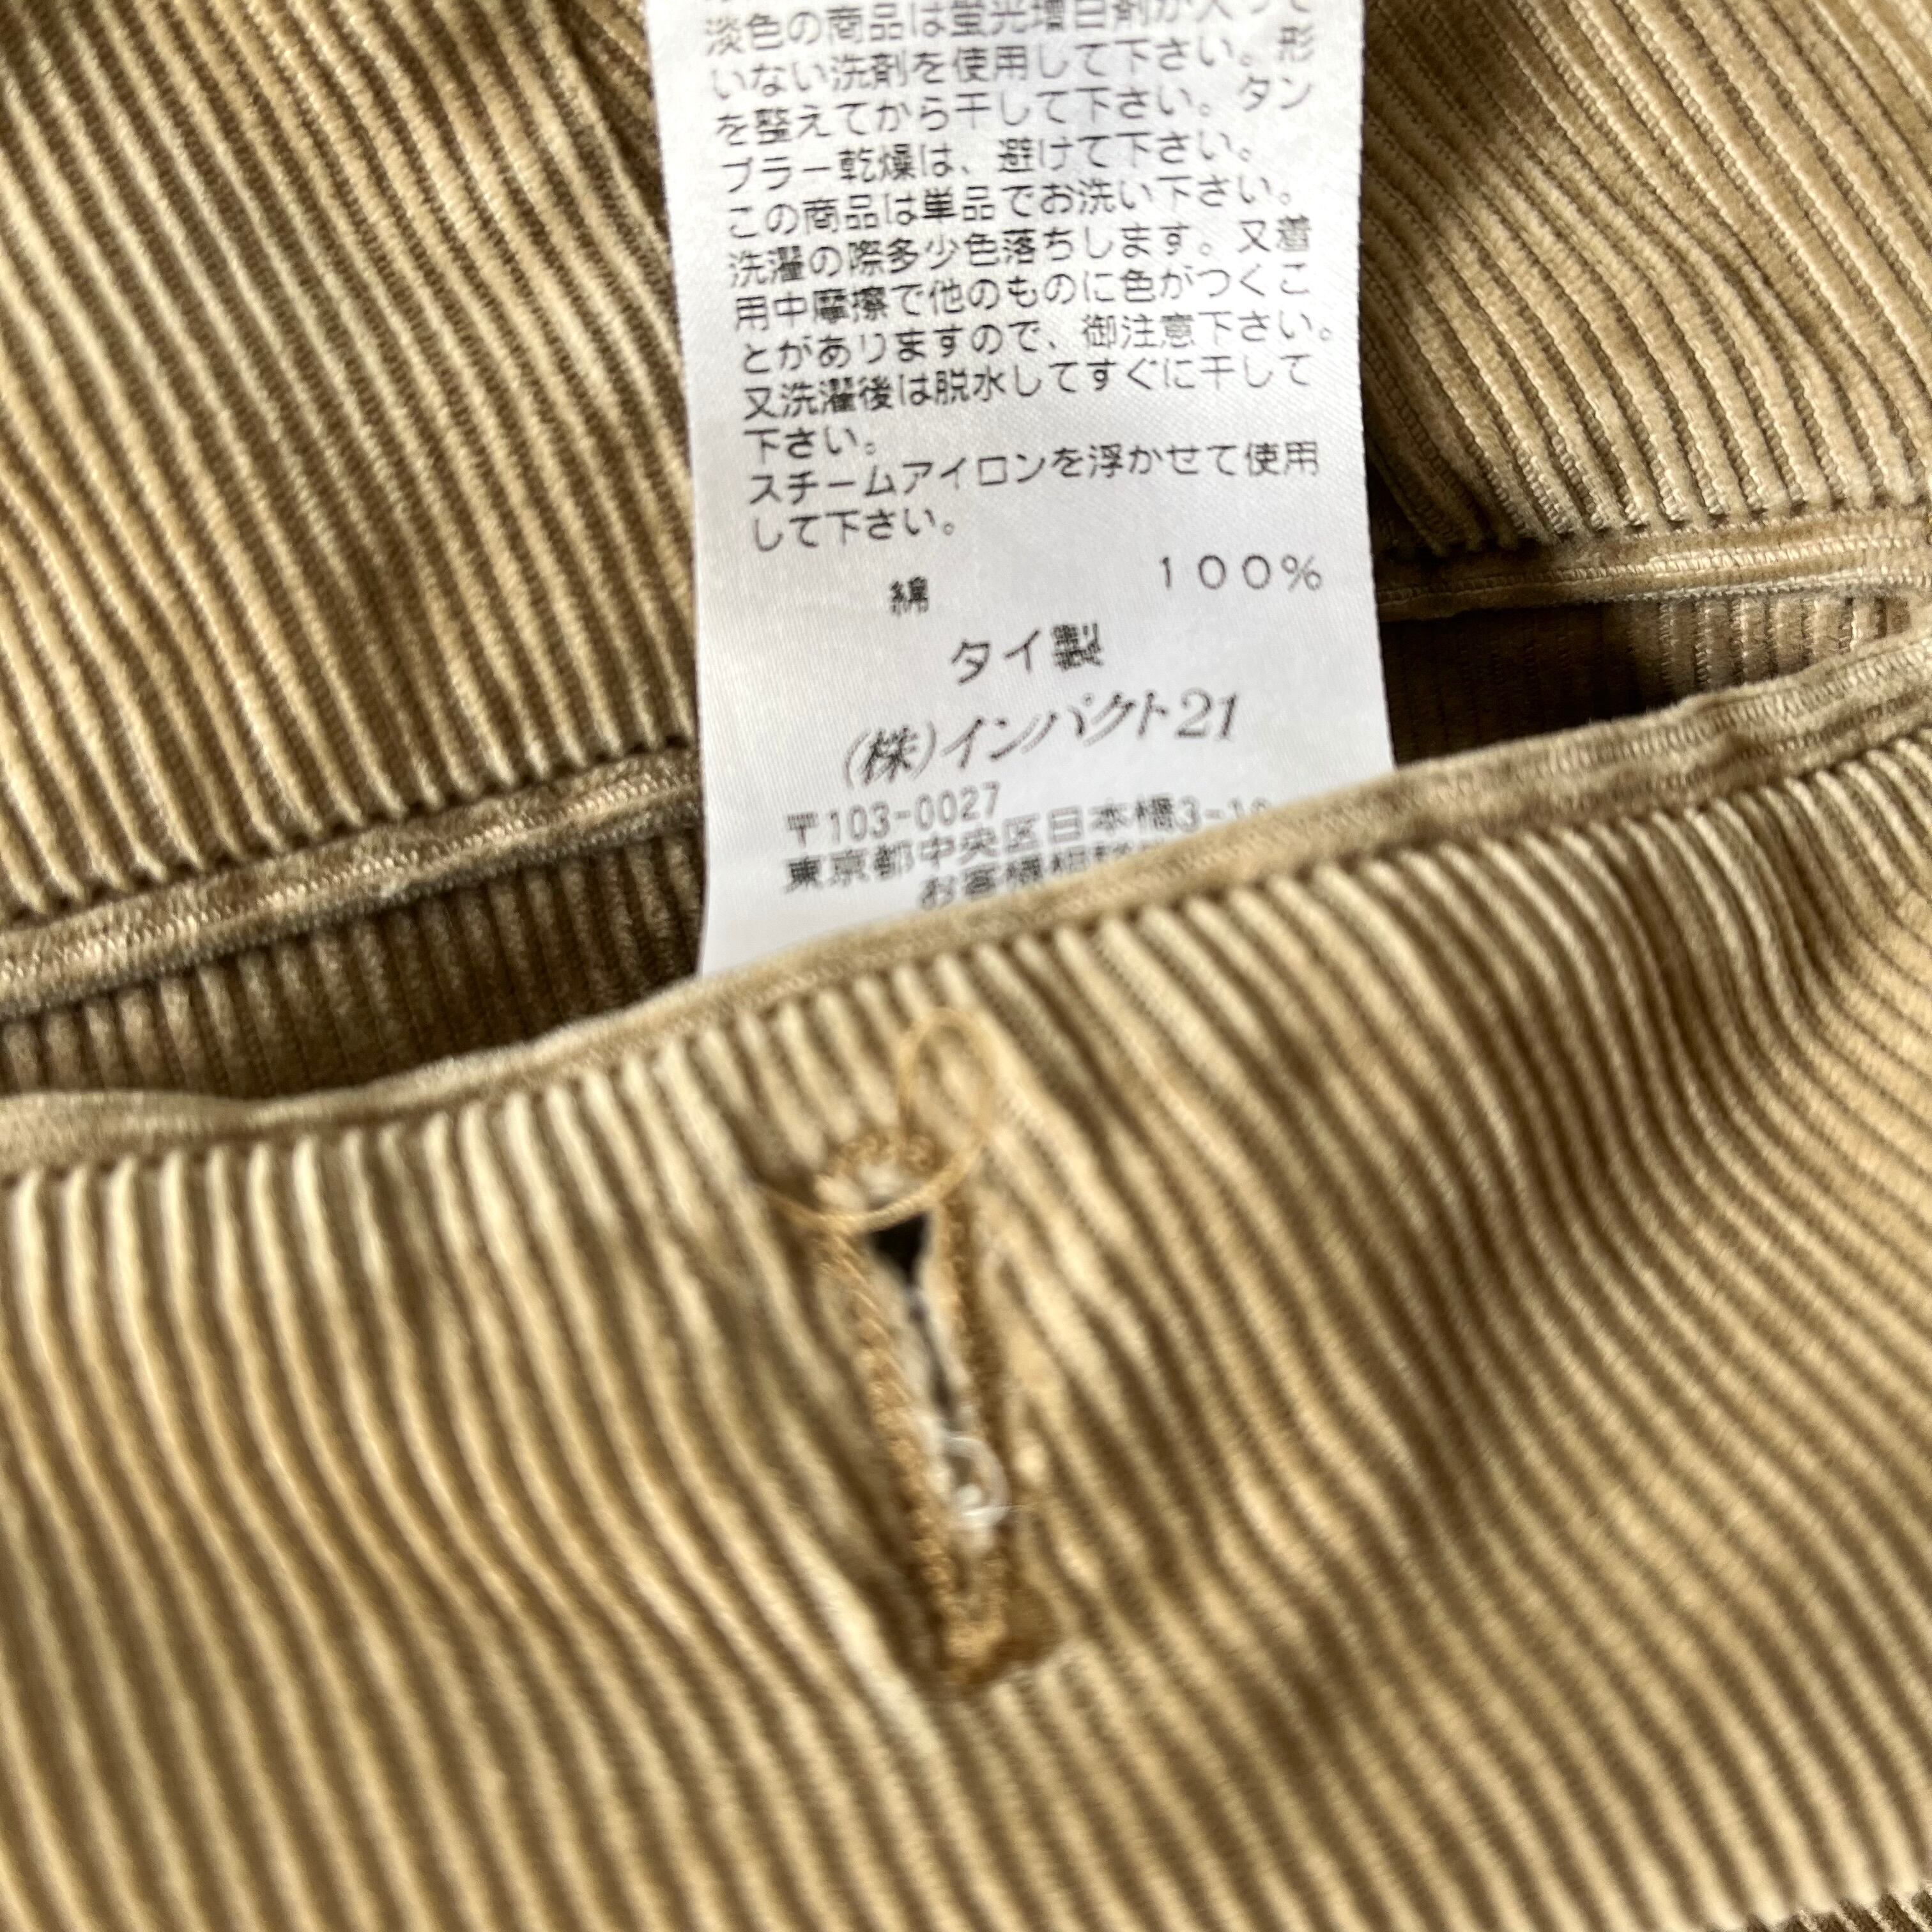 淡色の商品は蛍光増白剤が入って
いない洗剤を使用して下さい。形
を整えてから干して下さい。タン
ブラー乾燥は、避けて下さい。
この商品は単品でお洗い下さい。
洗濯の際多少色落ちします。又着
用中摩擦で他のものに色がつくこ
とがありますので、御注意下さい。
又洗濯後は脱水してすぐに干して
下さい。
スチームアイロンを浮かせて使用
して下さい。
綿 100%
タイ製
(株)インパクト21
〒103-0027
東京都中央区日本橋3-1
お客様相談